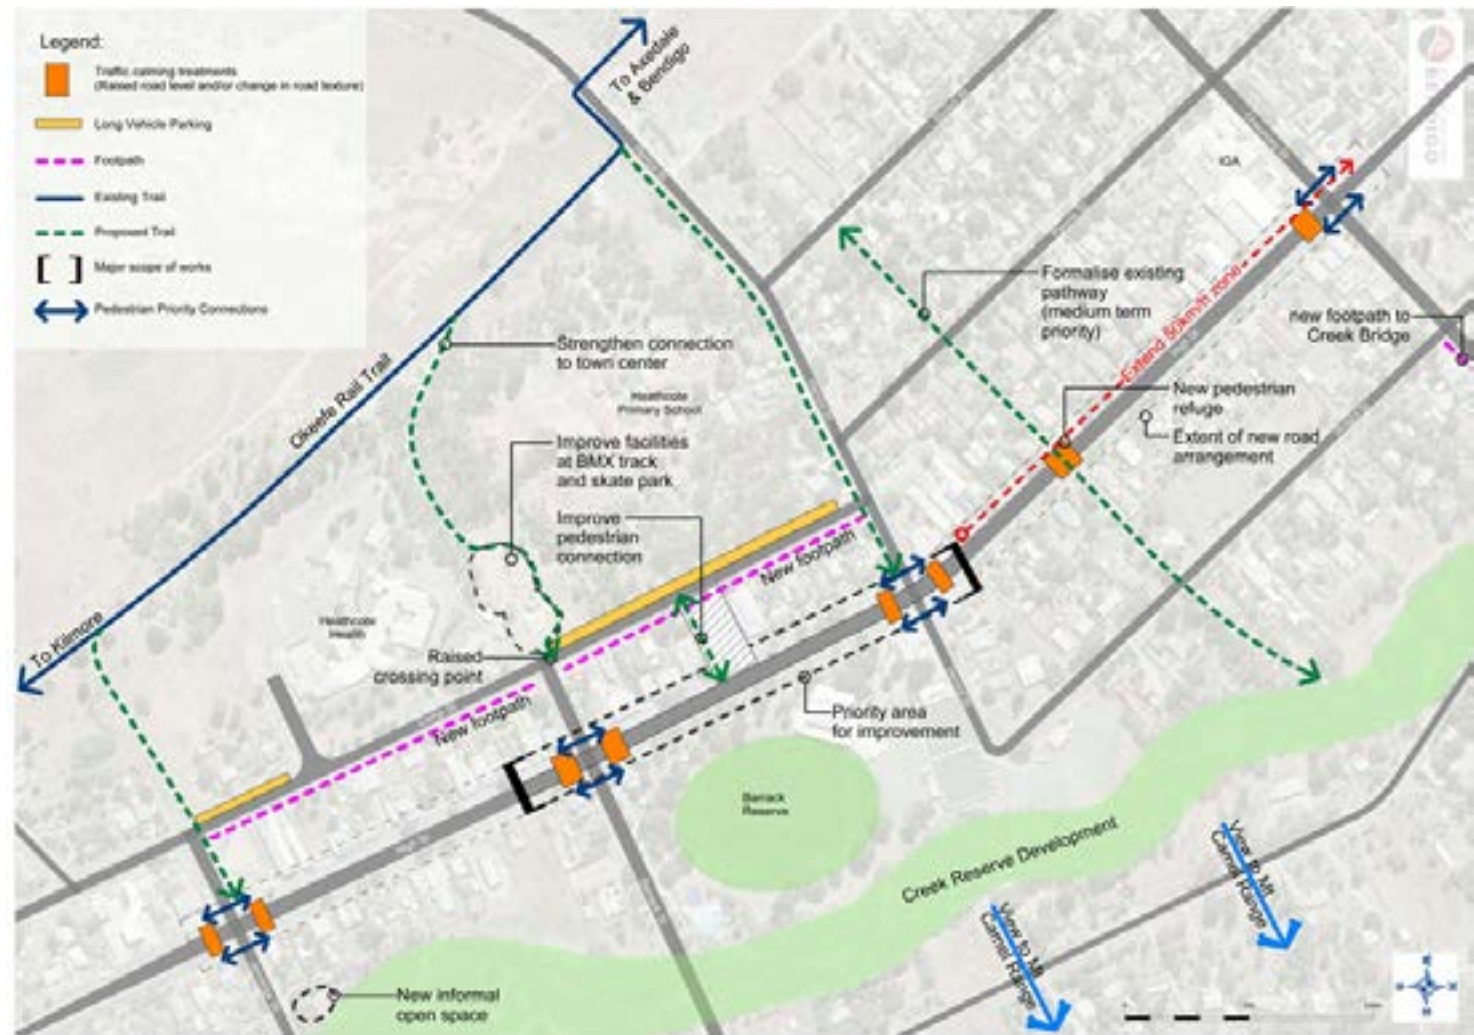 Legend:
Traffic calming treatments
(Raised road level and/or change in road texture)
Long Vehicle Parking
Footpath
Existing Trail
Proposed Trail
Major scope of works
Pedestrian Priority Connections
To Axedale
& Bendigo
IGA
BENDIGO
Formalise existing
pathway
(medium term
priority)
Extend 50km/h zone
new footpath to
Creek Bridge
Strengthen connection
to town center
Okeefe Rail Trail
Heathcote
Primary School
New pedestrian
refuge
Extent of new road
arrangement
Improve facilities
at BMX track
and skate park
Improve
pedestrian
connection
New footpath
Heathcote
Health
To Kilmore
Raised
crossing point
New footpath
Priority area
for improvement
Barrack
Reserve
Creek Reserve Development
View to Mt
Camel Range
View to Mt
Camel Range
New informal
open space